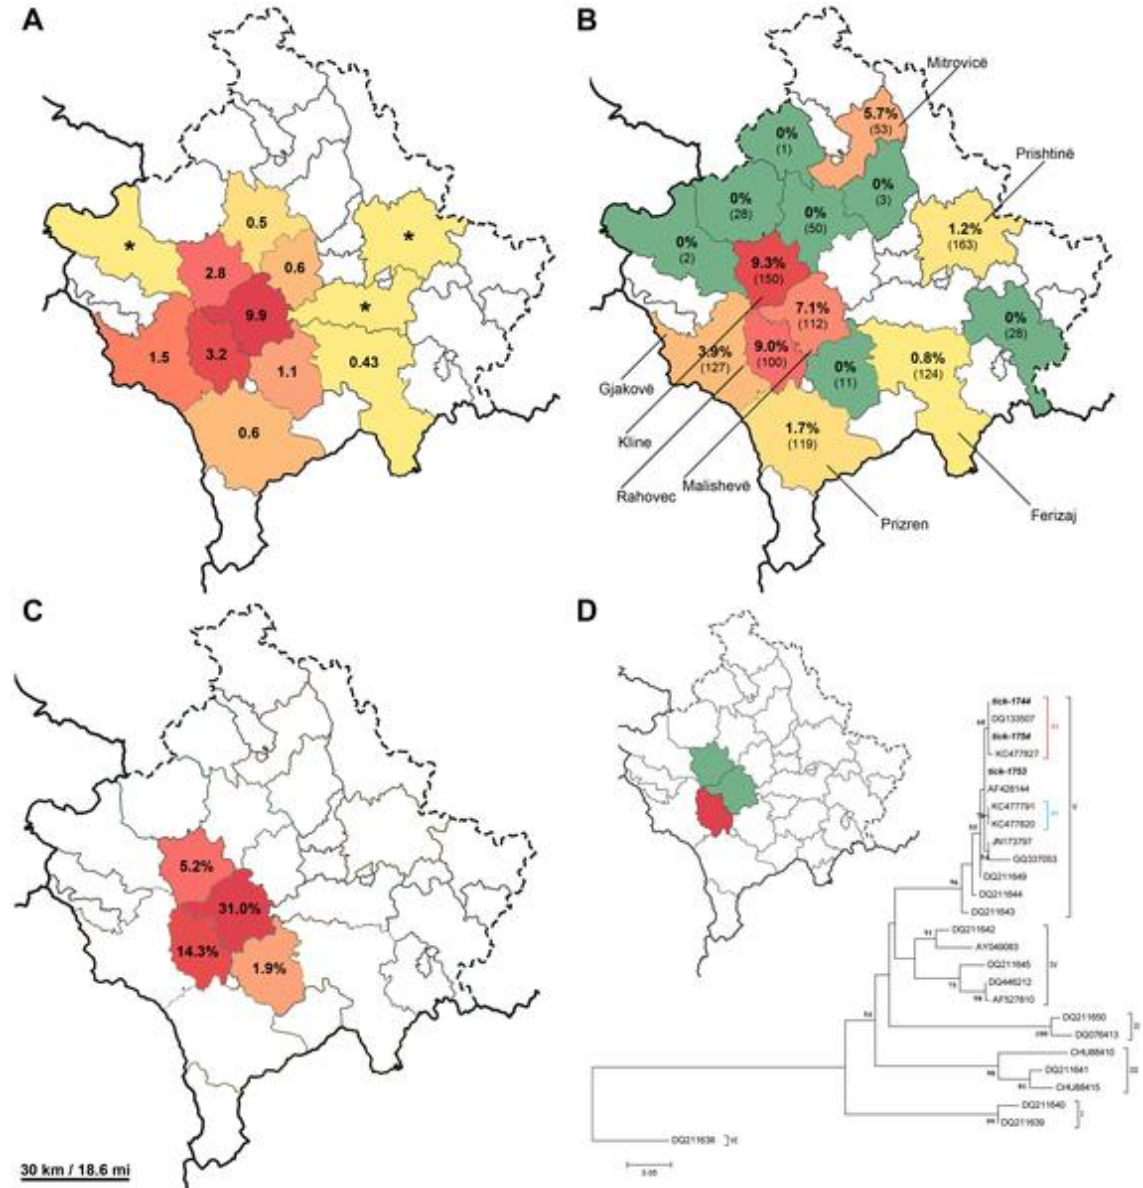 A
*
*
0.5
2.8
0.6
9.9
*
1.5
3.2
1.1
0.43
0.6
B
Mitrovicë
5.7%
(53)
0%
(1)
Prishtinë
0%
(28)
0%
(3)
0%
(50)
1.2%
(163)
0%
(2)
9.3%
(150)
7.1%
(112)
0%
(28)
3.9%
(127)
9.0%
(100)
0%
(11)
0.8%
(124)
Gjakovë
1.7%
(119)
Kline
Rahovec
Malishevë
Prizren
Ferizaj
C
5.2%
31.0%
14.3%
1.9%
30 km / 18.6 mi
D
tick-1744
DQ133507
tick-1754
KC477827
tick-1753
AF428144
KC477791
KC477820
JN173797
GQ337053
DQ211649
DQ211644
DQ211643
V
DQ211642
AY049083
DQ211645
DQ446212
AF527810
IV
DQ211650
DQ076413
CHU88410
DQ211641
CHU88415
III
DQ211640
DQ211639
I
DQ211638
VI
0.05